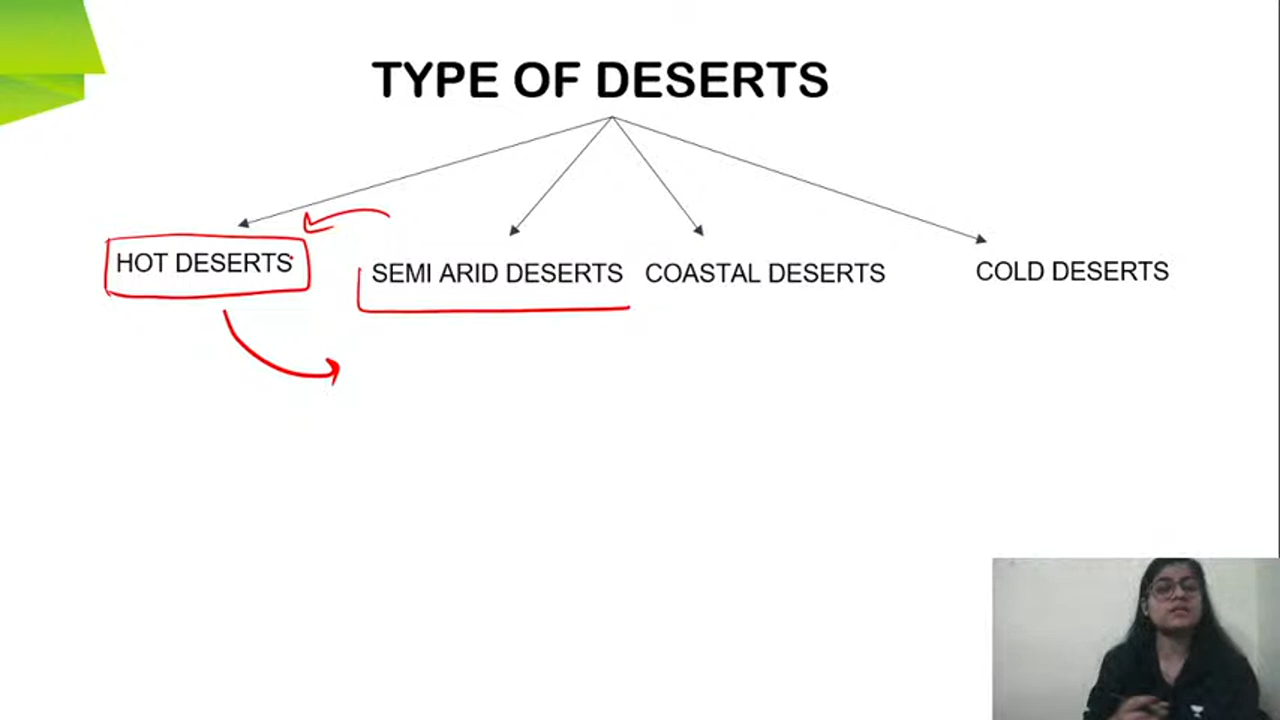 TYPE OF DESERTS
HOT DESERTS
SEMI ARID DESERTS
COASTAL DESERTS
COLD DESERTS